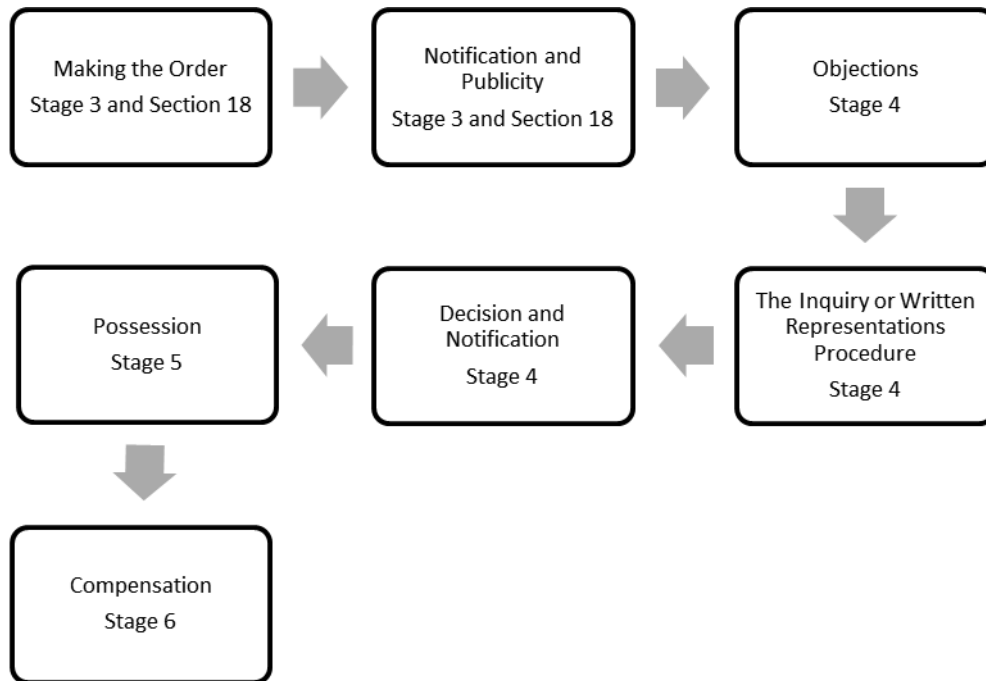 Making the Order
Stage 3 and Section 18
Notification and
Publicity
Stage 3 and Section 18
Objections
Stage 4
The Inquiry or Written
Representations
Procedure
Stage 4
Decision and
Notification
Stage 4
Possession
Stage 5
Compensation
Stage 6